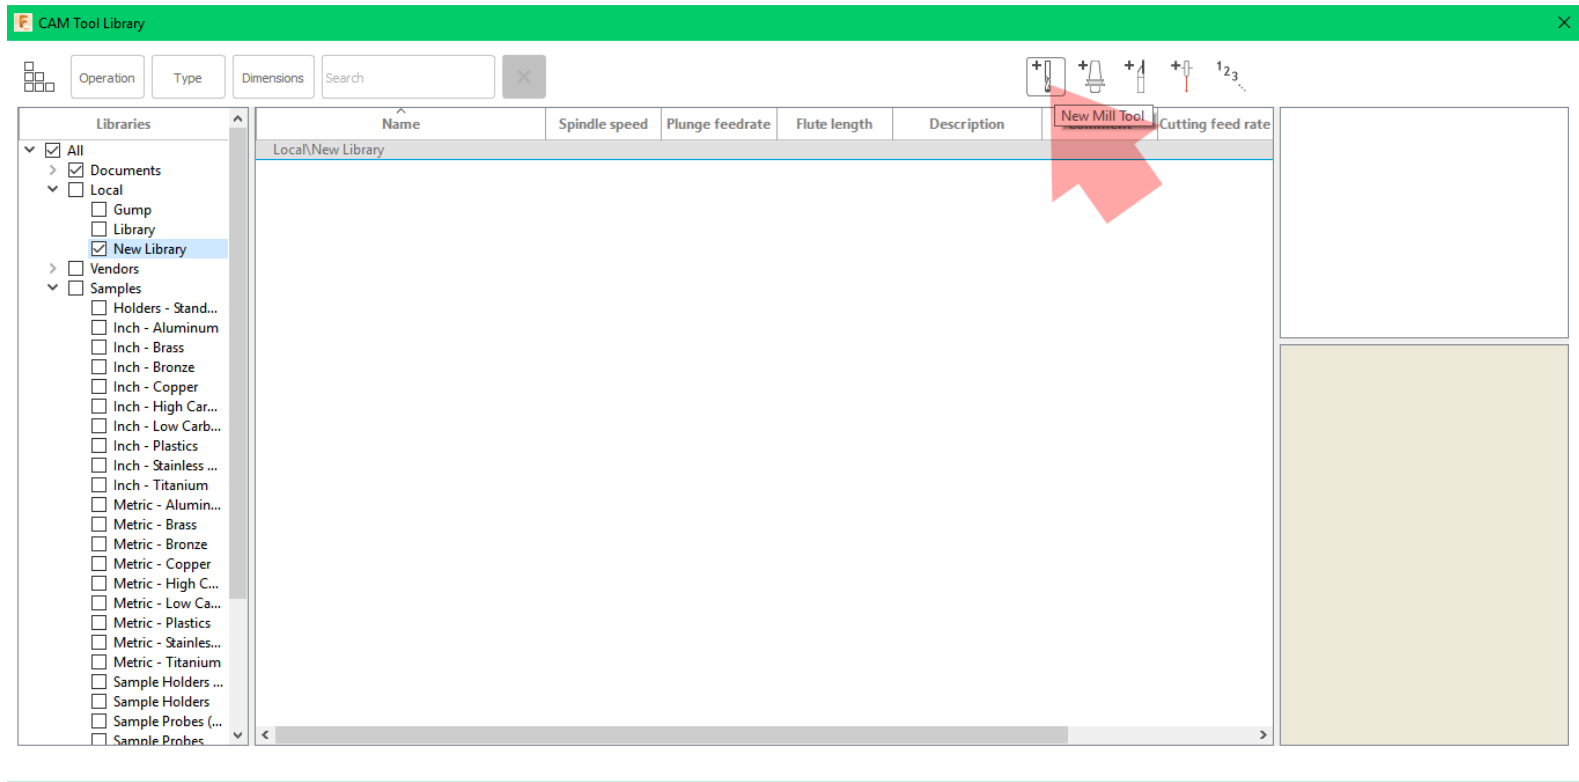 CAM Tool Library
Operation Type Dimensions Search
1 2 3
New Mill Tool
Libraries
Name Spindle speed Plunge feedrate Flute length Description Comment Cutting feed rate
Local\New Library
All
Documents
Local
Gump
Library
New Library
Vendors
Samples
Holders - Stand...
Inch - Aluminum
Inch - Brass
Inch - Bronze
Inch - Copper
Inch - High Car...
Inch - Low Carb...
Inch - Plastics
Inch - Stainless ...
Inch - Titanium
Metric - Alumin...
Metric - Brass
Metric - Bronze
Metric - Copper
Metric - High C...
Metric - Low Ca...
Metric - Plastics
Metric - Stainles...
Metric - Titanium
Sample Holders ...
Sample Holders
Sample Probes (...
Sample Probes